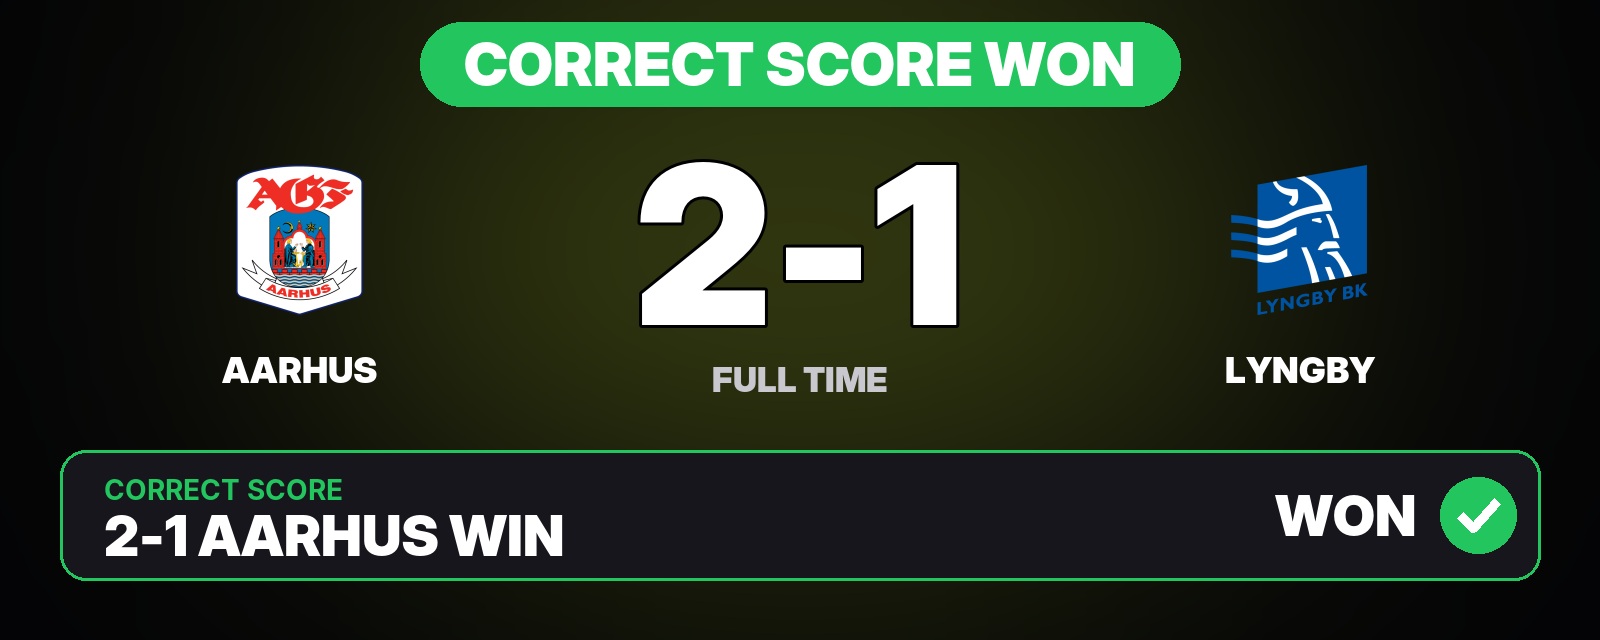 CORRECT SCORE WON
AGF
AARHUS
2-1
LYNGBY BK
AARHUS
FULL TIME
LYNGBY
CORRECT SCORE
2-1 AARHUS WIN
WON